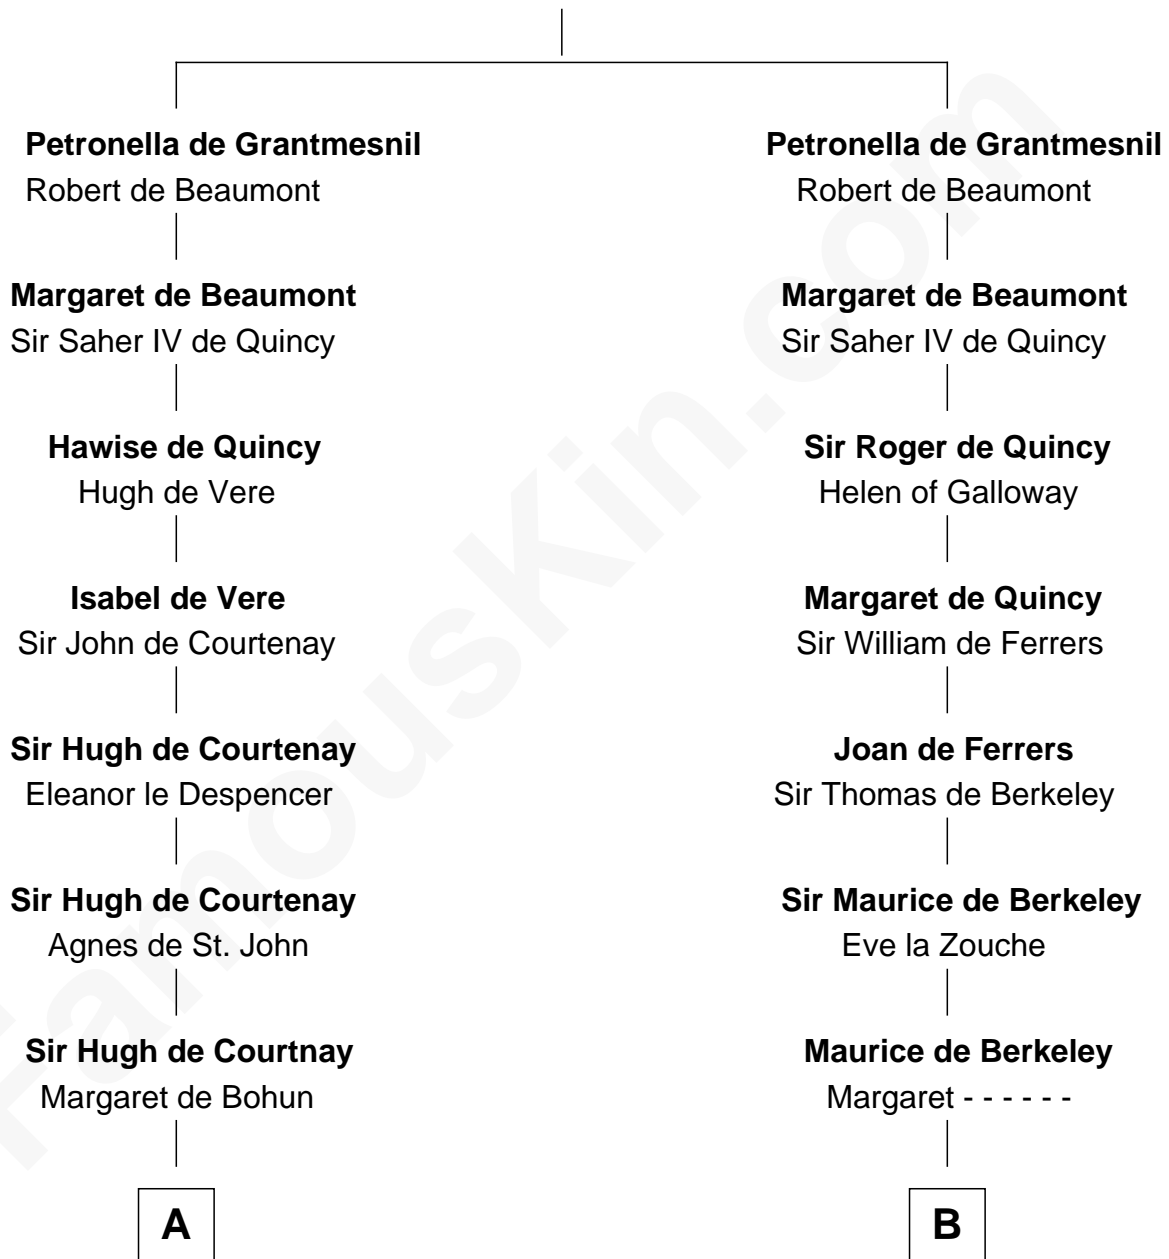 Petronella de Grantmesnil
Robert de Beaumont
Margaret de Beaumont
Sir Saher IV de Quincy
Hawise de Quincy
Hugh de Vere
Isabel de Vere
Sir John de Courtenay
Sir Hugh de Courtenay
Eleanor le Despencer
Sir Hugh de Courtenay
Agnes de St. John
Sir Hugh de Courtnay
Margaret de Bohun
A
Petronella de Grantmesnil
Robert de Beaumont
Margaret de Beaumont
Sir Saher IV de Quincy
Sir Roger de Quincy
Helen of Galloway
Margaret de Quincy
Sir William de Ferrers
Joan de Ferrers
Sir Thomas de Berkeley
Sir Maurice de Berkeley
Eve la Zouche
Maurice de Berkeley
Margaret - - - - - -
B
FamousKin.com